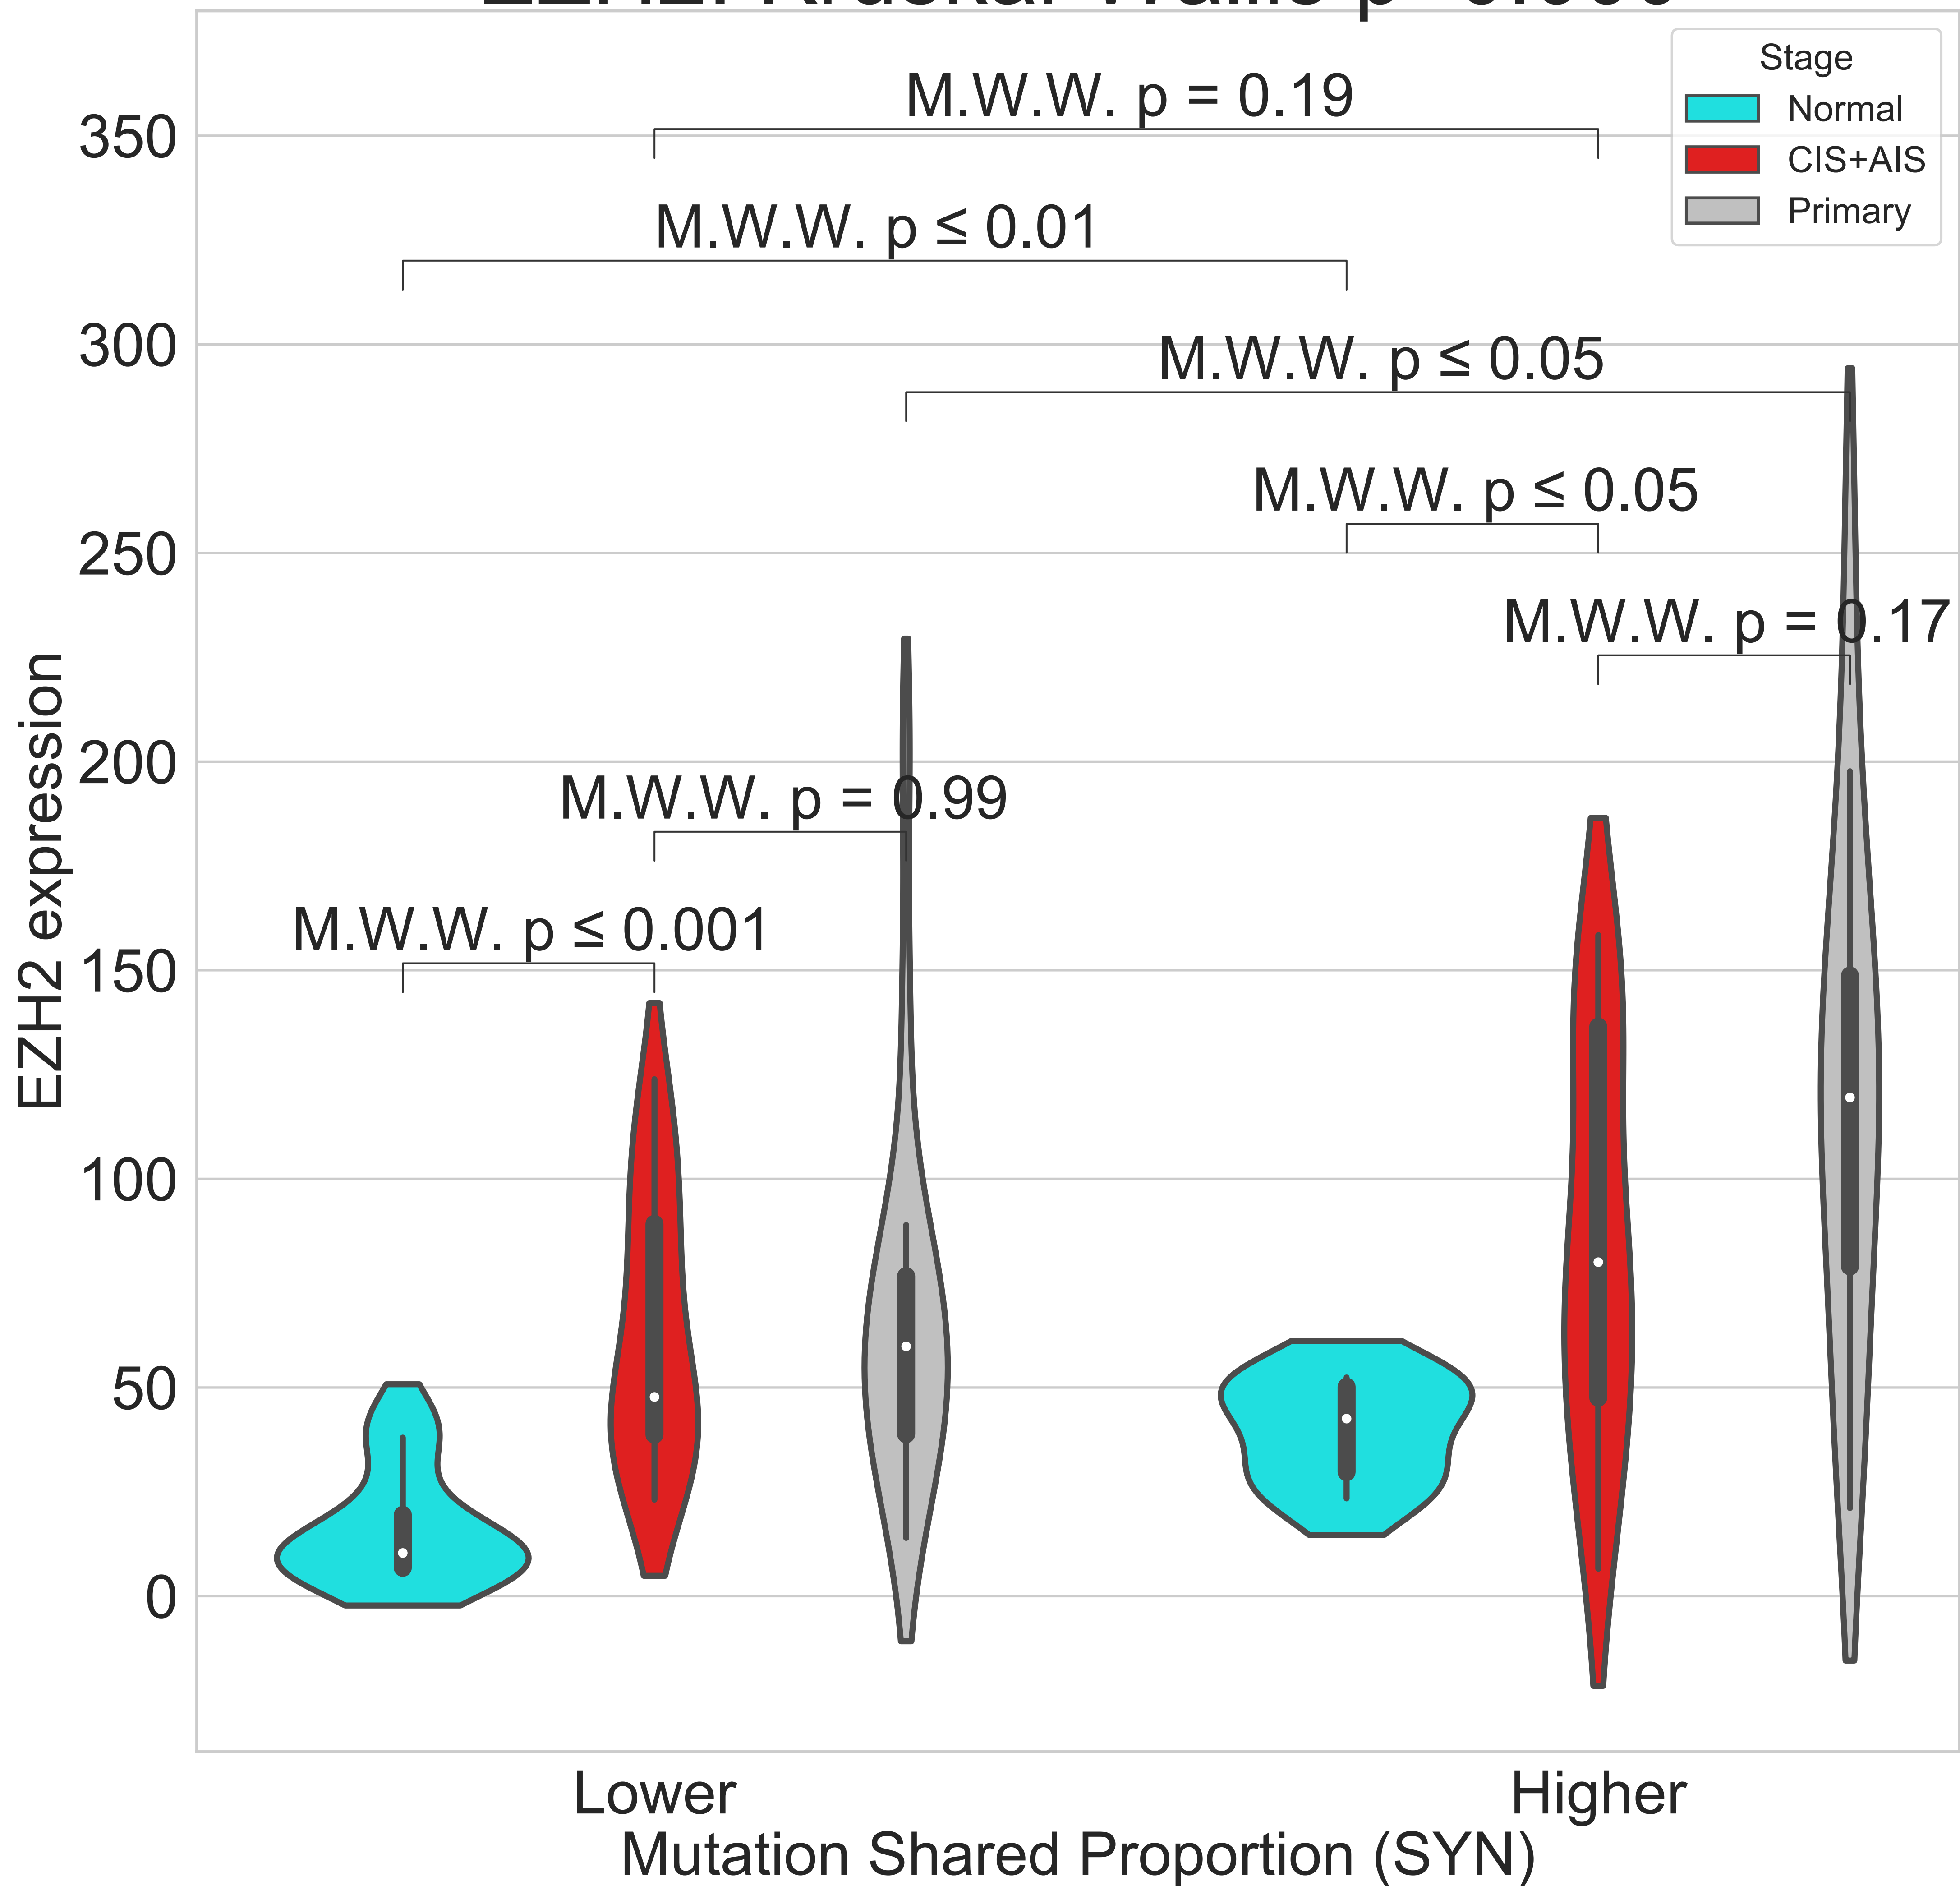 Stage
Normal
CIS+AIS
Primary
M.W.W. p = 0.19
M.W.W. p ≤ 0.01
M.W.W. p ≤ 0.05
M.W.W. p ≤ 0.05
M.W.W. p = 0.17
M.W.W. p = 0.99
M.W.W. p ≤ 0.001
350
300
250
200
150
100
50
0
EZH2 expression
Lower
Higher
Mutation Shared Proportion (SYN)